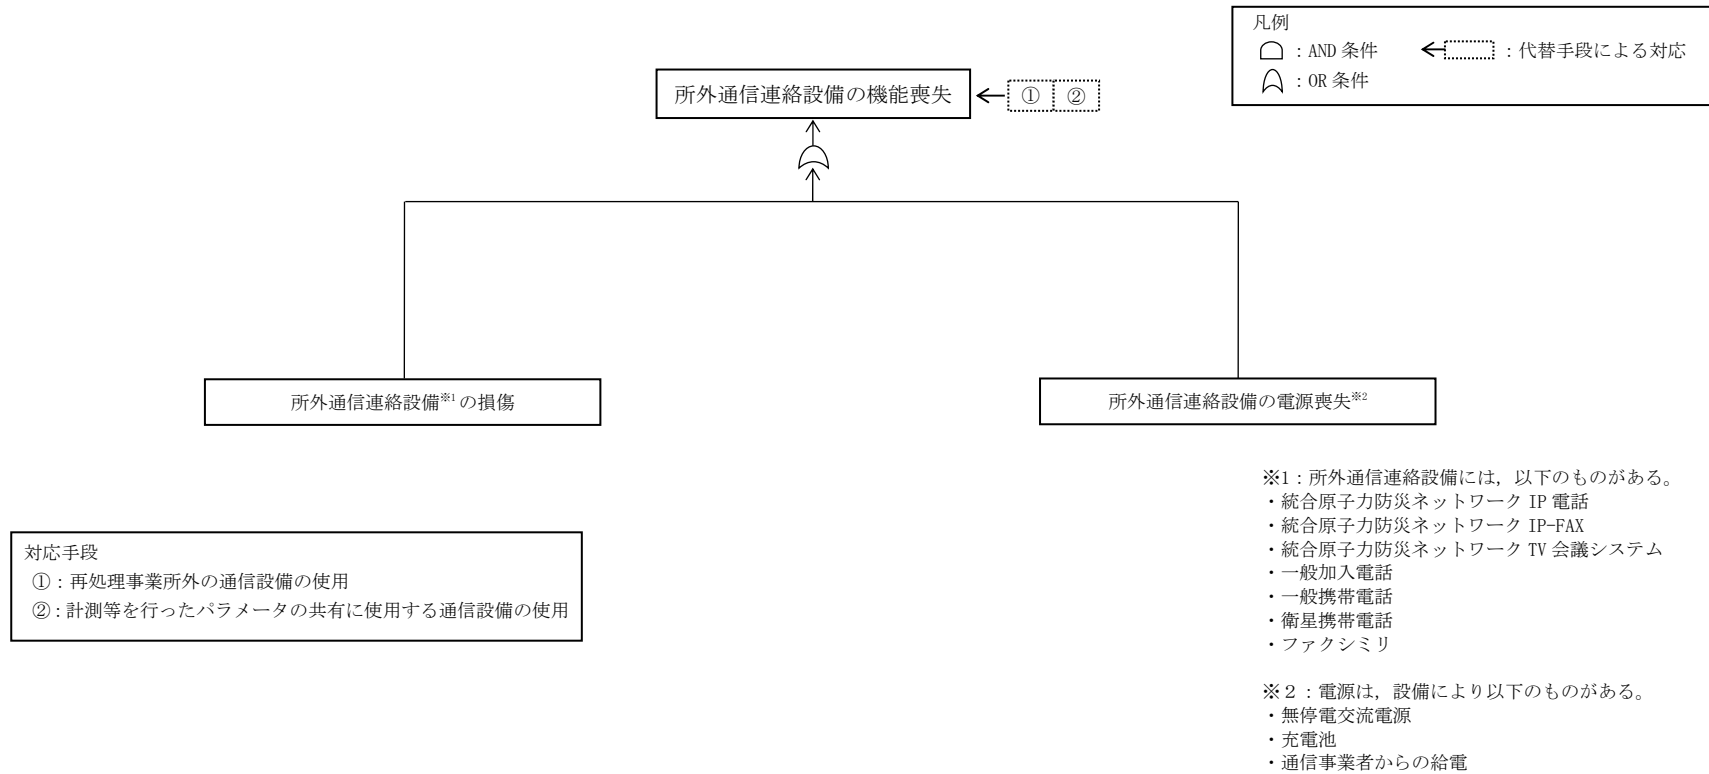 凡例
：AND 条件
：代替手段による対応
：OR 条件
所外通信連絡設備の機能喪失
① ②
所外通信連絡設備※1の損傷
所外通信連絡設備の電源喪失※2
※1：所外通信連絡設備には，以下のものがある。
・統合原子力防災ネットワーク IP 電話
・統合原子力防災ネットワーク IP-FAX
・統合原子力防災ネットワーク TV 会議システム
・一般加入電話
・一般携帯電話
・衛星携帯電話
・ファクシミリ
※２：電源は，設備により以下のものがある。
・無停電交流電源
・充電池
・通信事業者からの給電
対応手段
①：再処理事業所外の通信設備の使用
②：計測等を行ったパラメータの共有に使用する通信設備の使用